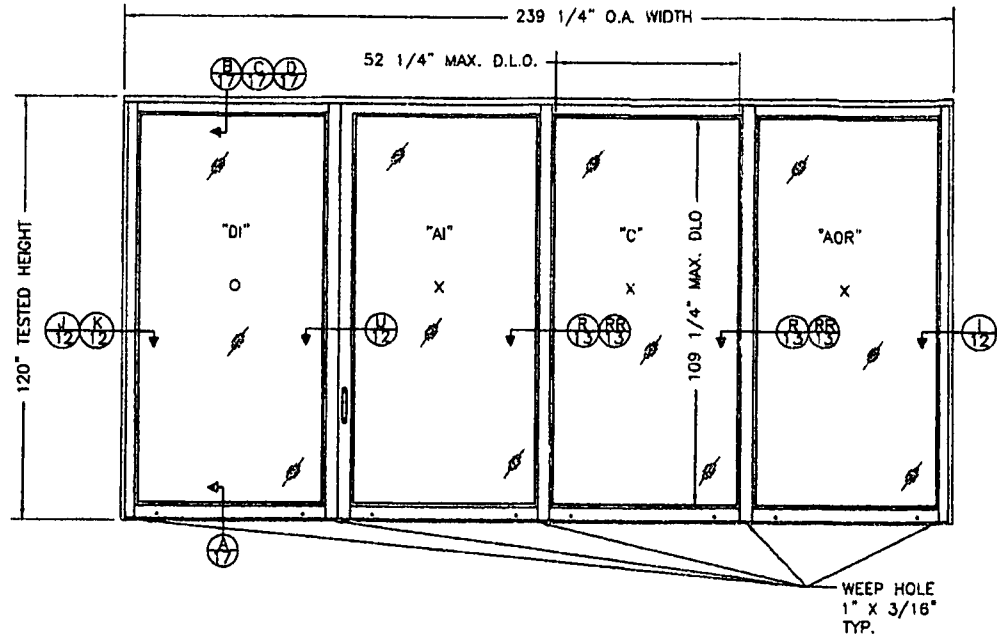 239 1/4" O.A. WIDTH
52 1/4" MAX. D.L.O.
B C D
17 17 17
120" TESTED HEIGHT
"DI"
"AI"
"C"
"AOR"
O
X
X
X
109 1/4" MAX. DLO
J K
12 12
U
12
R RR
13 13
R RR
13 13
I
12
A
17
WEEP HOLE
1" X 3/16"
TYP.